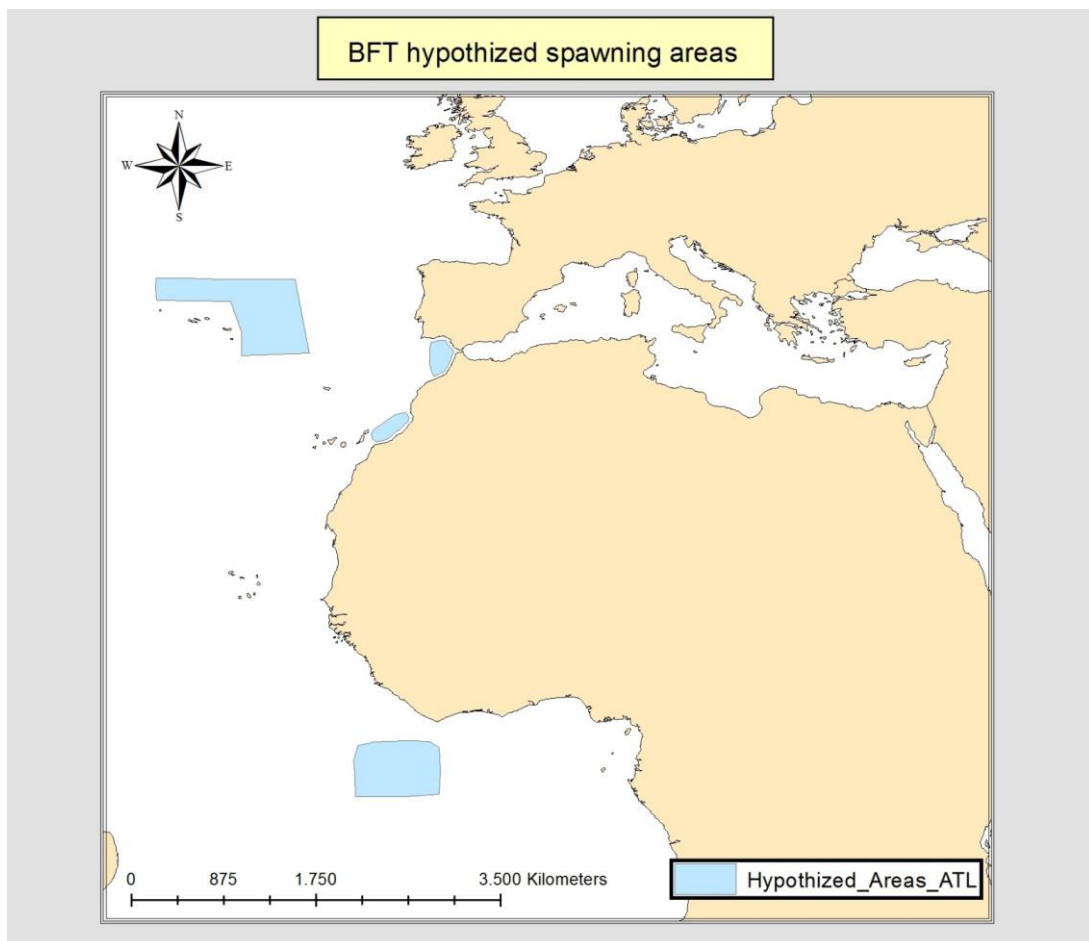 BFT hypothized spawning areas
N
W E
S
0 875 1.750 3.500 Kilometers
Hypothized_Areas_ATL